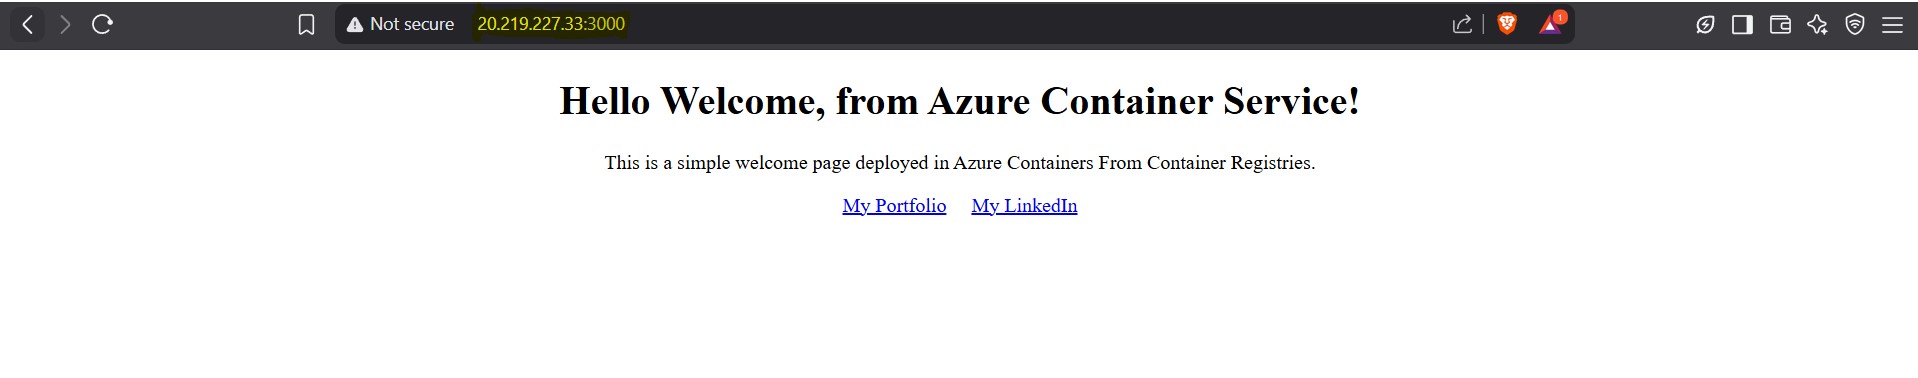 Not secure 20.219.227.33:3000
1
Hello Welcome, from Azure Container Service!
This is a simple welcome page deployed in Azure Containers From Container Registries.
My Portfolio My LinkedIn